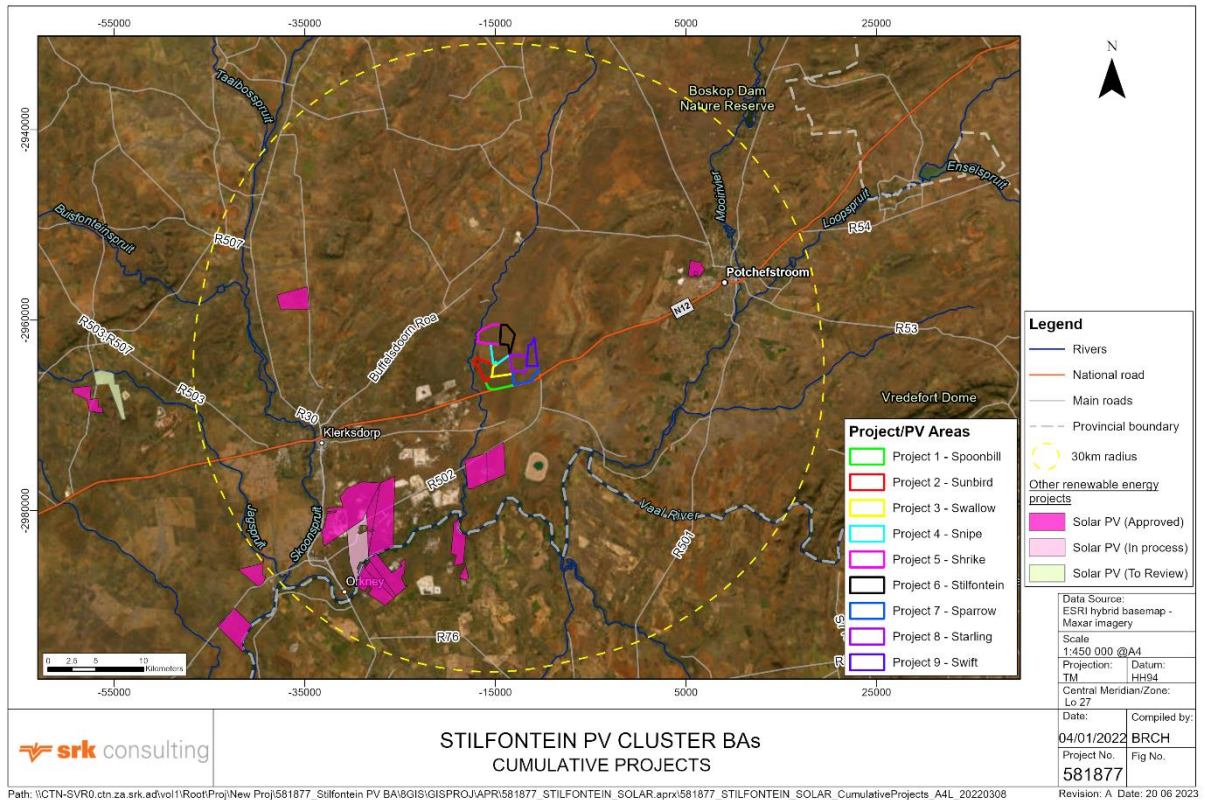 -55000
-35000
-15000
5000
25000
N
-2940000
-2960000
-2980000
Taaibosspruit
Boskop Dam
Nature Reserve
Enselspruit
Mooirivier
Loopspruit
R54
Buisfonteinspruit
R507
Potchefstroom
N12
R53
R503;R507
Buffelsdoorn Roa
R503
R30
Klerksdorp
Vredefort Dome
R502
Jagspruit
Skoonspruit
Vaal River
R501
Orkney
R76
0 2.5 5 10
Kilometers
Project/PV Areas
Project 1 - Spoonbill
Project 2 - Sunbird
Project 3 - Swallow
Project 4 - Snipe
Project 5 - Shrike
Project 6 - Stilfontein
Project 7 - Sparrow
Project 8 - Starling
Project 9 - Swift
Legend
Rivers
National road
Main roads
Provincial boundary
30km radius
Other renewable energy
projects
Solar PV (Approved)
Solar PV (In process)
Solar PV (To Review)
Data Source:
ESRI hybrid basemap -
Maxar imagery
Scale
1:450 000 @A4
Projection:
TM
Datum:
HH94
Central Meridian/Zone:
Lo 27
Date:
04/01/2022
Compiled by:
BRCH
Project No.
581877
Fig No.
-55000
-35000
-15000
5000
25000
srk consulting
STILFONTEIN PV CLUSTER BAs
CUMULATIVE PROJECTS
Path: \\CTN-SVR0.ctn.za.srk.ad\vol1\Root\Proj\New Proj\581877_Stilfontein PV BA\8GIS\GISPROJ\APR\581877_STILFONTEIN_SOLAR.aprx\581877_STILFONTEIN_SOLAR_CumulativeProjects_A4L_20220308
Revision: A Date: 20 06 2023